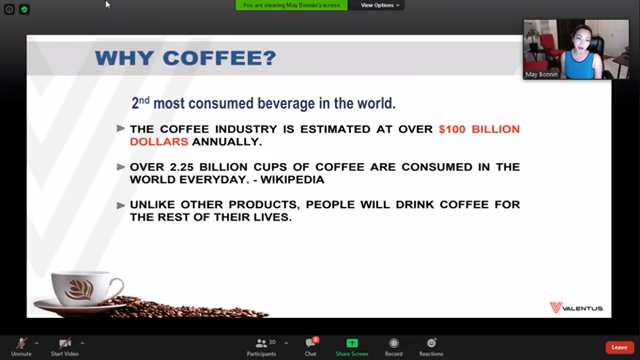 You are viewing May Bonnin's screen
View Options
May Bonnin
WHY COFFEE?
2nd most consumed beverage in the world.
THE COFFEE INDUSTRY IS ESTIMATED AT OVER $100 BILLION
DOLLARS ANNUALLY.
OVER 2.25 BILLION CUPS OF COFFEE ARE CONSUMED IN THE
WORLD EVERYDAY. - WIKIPEDIA
UNLIKE OTHER PRODUCTS, PEOPLE WILL DRINK COFFEE FOR
THE REST OF THEIR LIVES.
VALENTUS
Unmute
Start Video
Participants
30
Chat
Share Screen
Record
Reactions
Leave